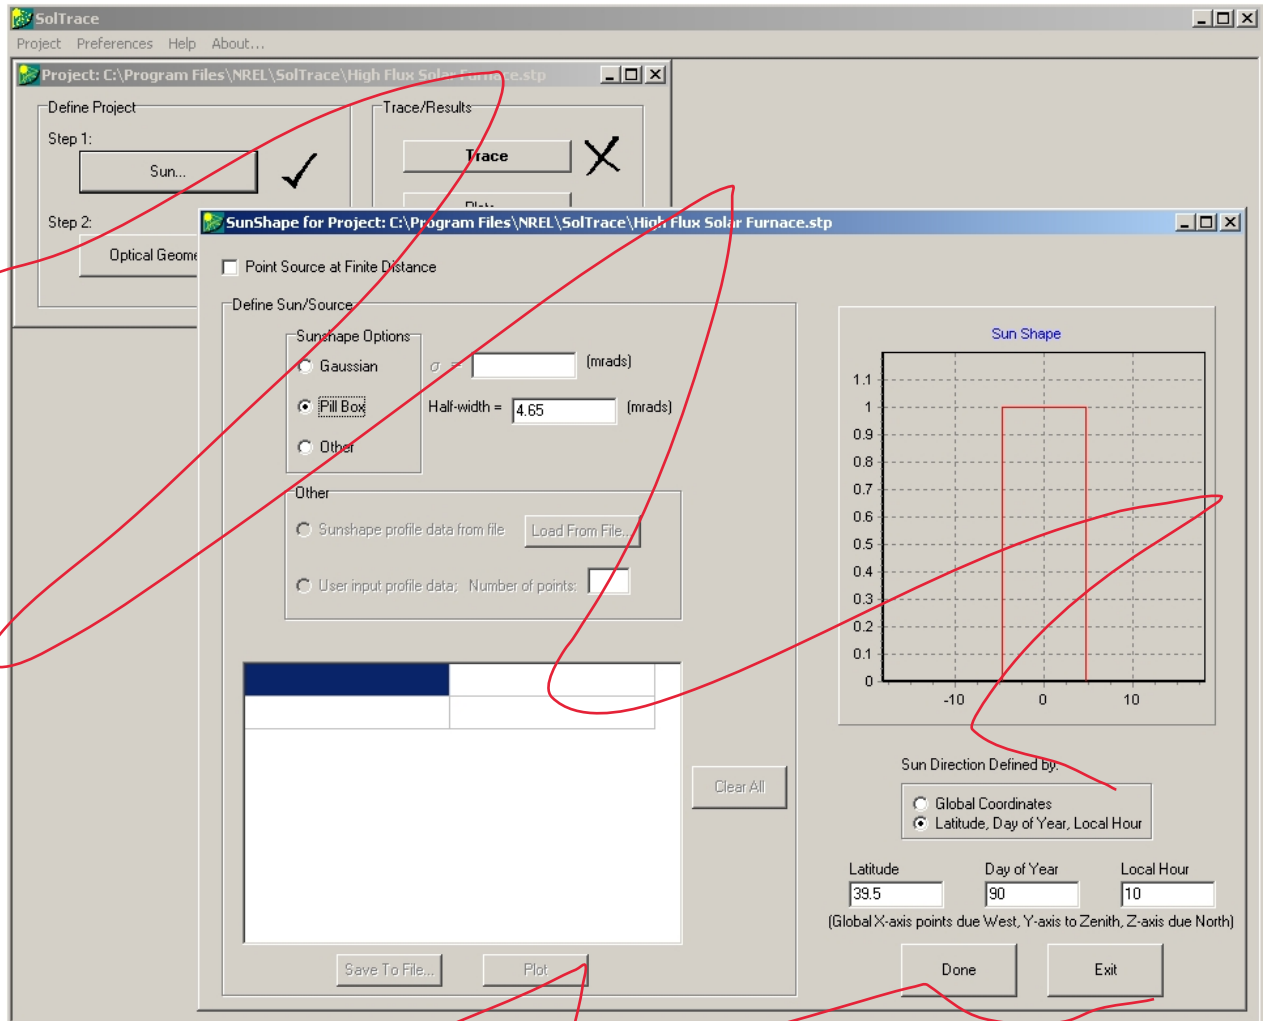 SolTrace
Project Preferences Help About...
Project: C:\Program Files\NREL\SolTrace\High Flux Solar Furnace.stp
Define Project
Trace/Results
Step 1:
Sun...
Trace
Step 2:
Plots
Optical Geome
SunShape for Project: C:\Program Files\NREL\SolTrace\High Flux Solar Furnace.stp
Point Source at Finite Distance
Define Sun/Source
Sunshape Options
Gaussian
σ = (mrads)
Pill Box
Half-width = 4.65 (mrads)
Other
Other
Sunshape profile data from file
Load From File...
User input profile data; Number of points:
Clear All
Save To File...
Plot
Sun Shape
1.1
1
0.9
0.8
0.7
0.6
0.5
0.4
0.3
0.2
0.1
0
-10 0 10
Sun Direction Defined by:
Global Coordinates
Latitude, Day of Year, Local Hour
Latitude Day of Year Local Hour
39.5 90 10
(Global X-axis points due West, Y-axis to Zenith, Z-axis due North)
Done
Exit